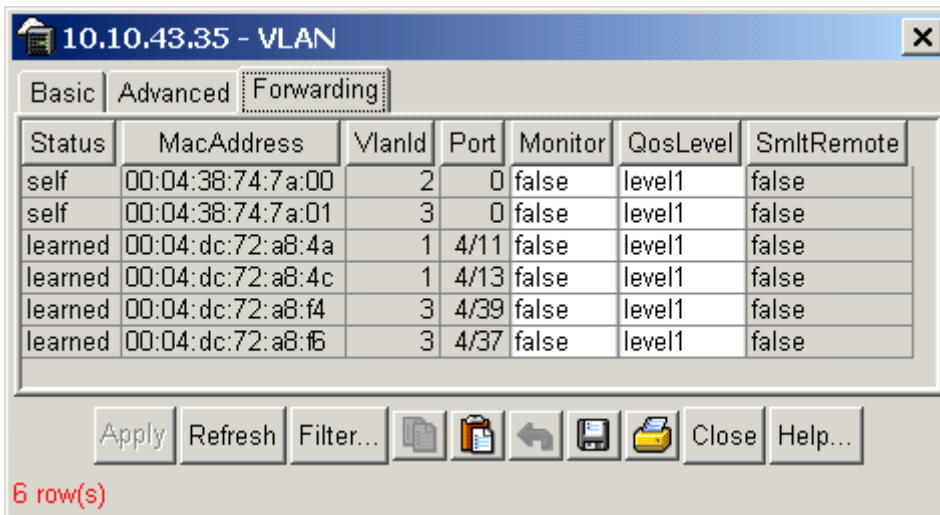 10.10.43.35 - VLAN
Basic Advanced Forwarding
Status MacAddress VlanId Port Monitor QosLevel SmltRemote
self 00:04:38:74:7a:00 2 0 false level1 false
self 00:04:38:74:7a:01 3 0 false level1 false
learned 00:04:dc:72:a8:4a 1 4/11 false level1 false
learned 00:04:dc:72:a8:4c 1 4/13 false level1 false
learned 00:04:dc:72:a8:f4 3 4/39 false level1 false
learned 00:04:dc:72:a8:f6 3 4/37 false level1 false
Apply Refresh Filter... Close Help...
6 row(s)